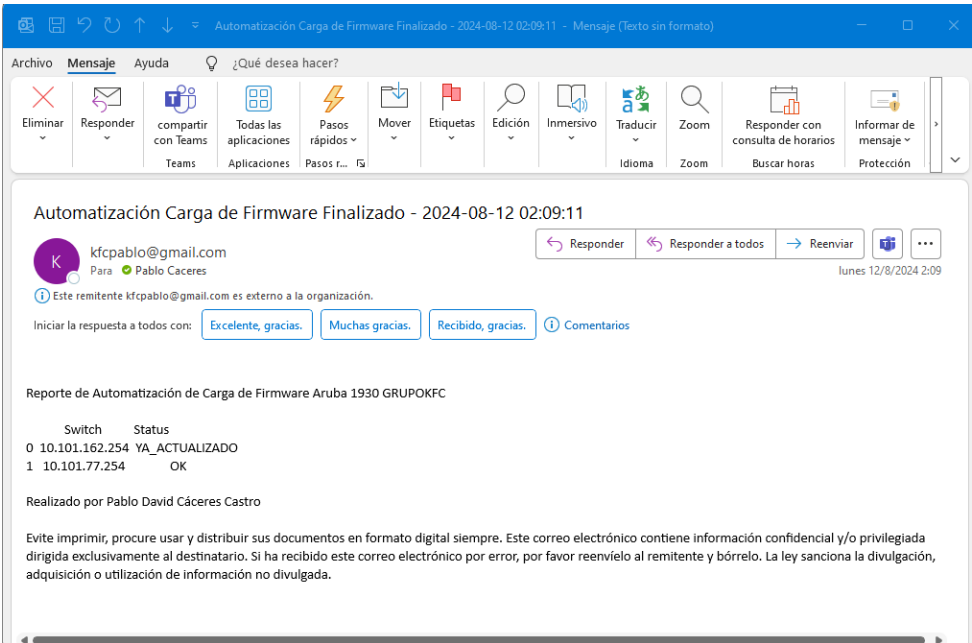 Automatización Carga de Firmware Finalizado - 2024-08-12 02:09:11 - Mensaje (Texto sin formato)
Archivo Mensaje Ayuda ¿Qué desea hacer?
Eliminar Responder compartir con Teams Todas las aplicaciones Pasos rápidos Mover Etiquetas Edición Inmersivo Traducir Zoom Responder con consulta de horarios Informar de mensaje
Teams Aplicaciones Pasos r... Idioma Zoom Buscar horas Protección
Automatización Carga de Firmware Finalizado - 2024-08-12 02:09:11
K
kfcpablo@gmail.com
Para Pablo Caceres
Responder Responder a todos Reenviar
lunes 12/8/2024 2:09
Este remitente kfcpablo@gmail.com es externo a la organización.
Iniciar la respuesta a todos con: Excelente, gracias. Muchas gracias. Recibido, gracias. Comentarios
Reporte de Automatización de Carga de Firmware Aruba 1930 GRUPOKFC
Switch Status
0 10.101.162.254 YA_ACTUALIZADO
1 10.101.77.254 OK
Realizado por Pablo David Cáceres Castro
Evite imprimir, procure usar y distribuir sus documentos en formato digital siempre. Este correo electrónico contiene información confidencial y/o privilegiada
dirigida exclusivamente al destinatario. Si ha recibido este correo electrónico por error, por favor reenvíelo al remitente y bórrelo. La ley sanciona la divulgación,
adquisición o utilización de información no divulgada.